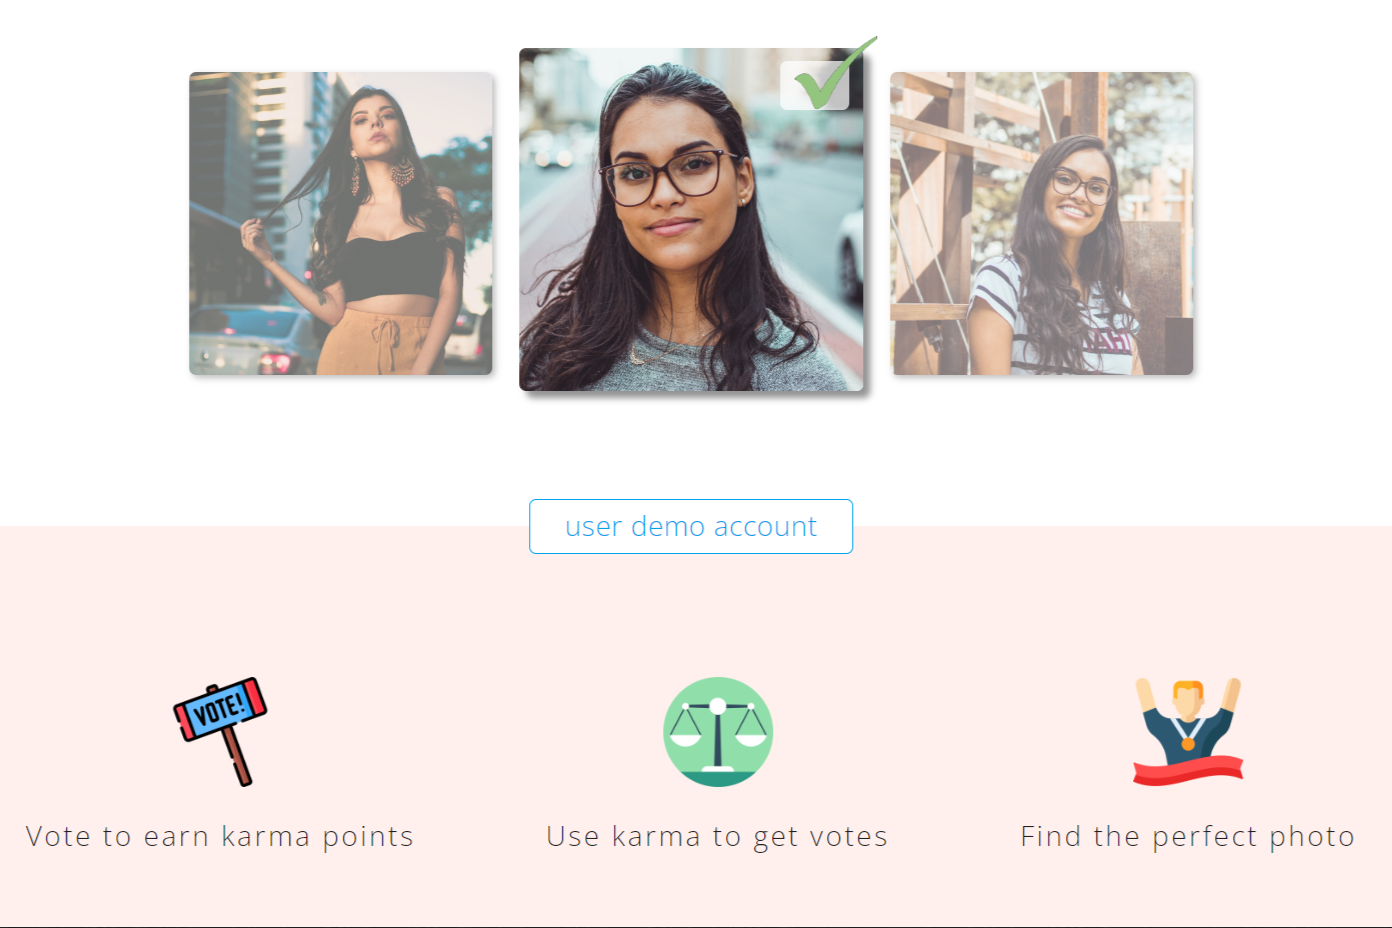 user demo account
VOTE!
Vote to earn karma points
Use karma to get votes
Find the perfect photo